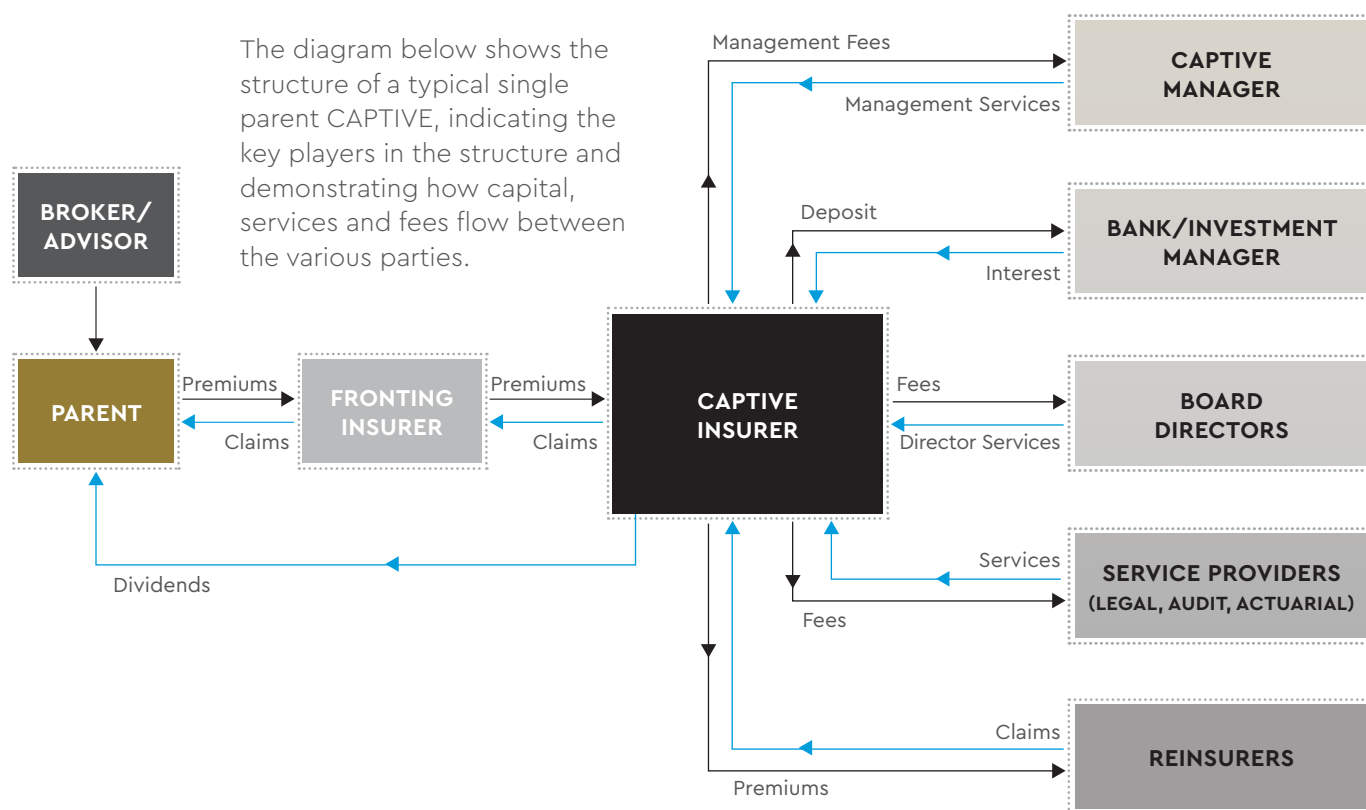 The diagram below shows the
structure of a typical single
parent CAPTIVE, indicating the
key players in the structure and
demonstrating how capital,
services and fees flow between
the various parties.
Management Fees
Management Services
CAPTIVE
MANAGER
BROKER/
ADVISOR
Deposit
Interest
BANK/INVESTMENT
MANAGER
PARENT
Premiums
Claims
FRONTING
INSURER
Premiums
Claims
CAPTIVE
INSURER
Fees
Director Services
BOARD
DIRECTORS
Dividends
Services
Fees
SERVICE PROVIDERS
(LEGAL, AUDIT, ACTUARIAL)
Claims
Premiums
REINSURERS